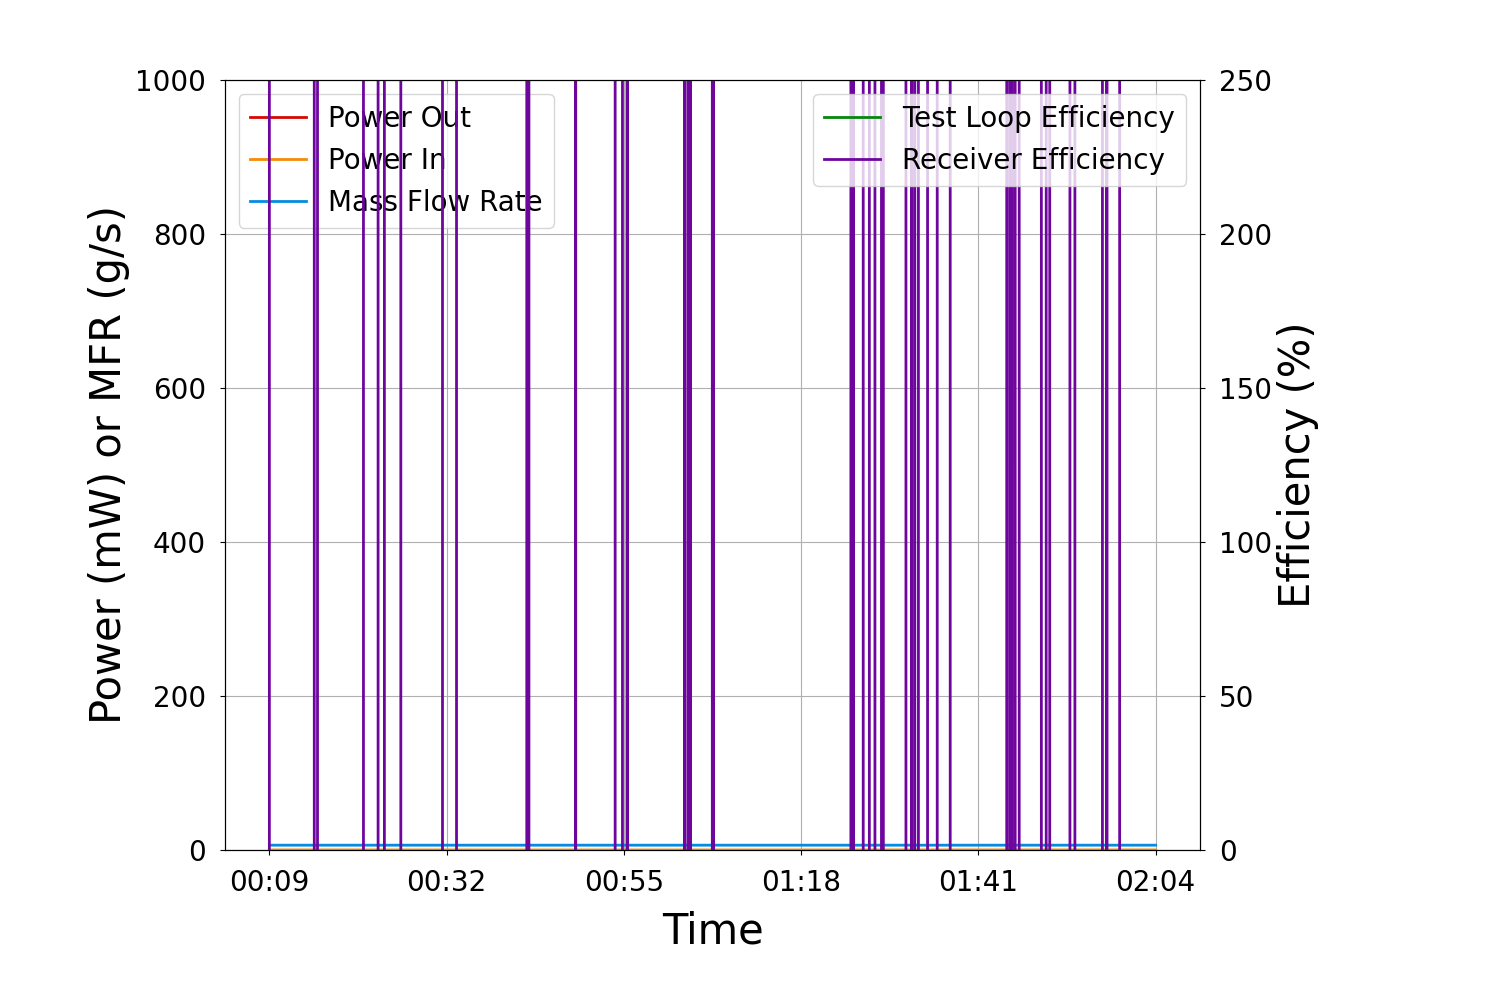 Power (mW) or MFR (g/s)
1000
800
600
400
200
0
Power Out
Power In
Mass Flow Rate
Test Loop Efficiency
Receiver Efficiency
250
200
150
100
50
0
Efficiency (%)
00:09 00:32 00:55 01:18 01:41 02:04
Time